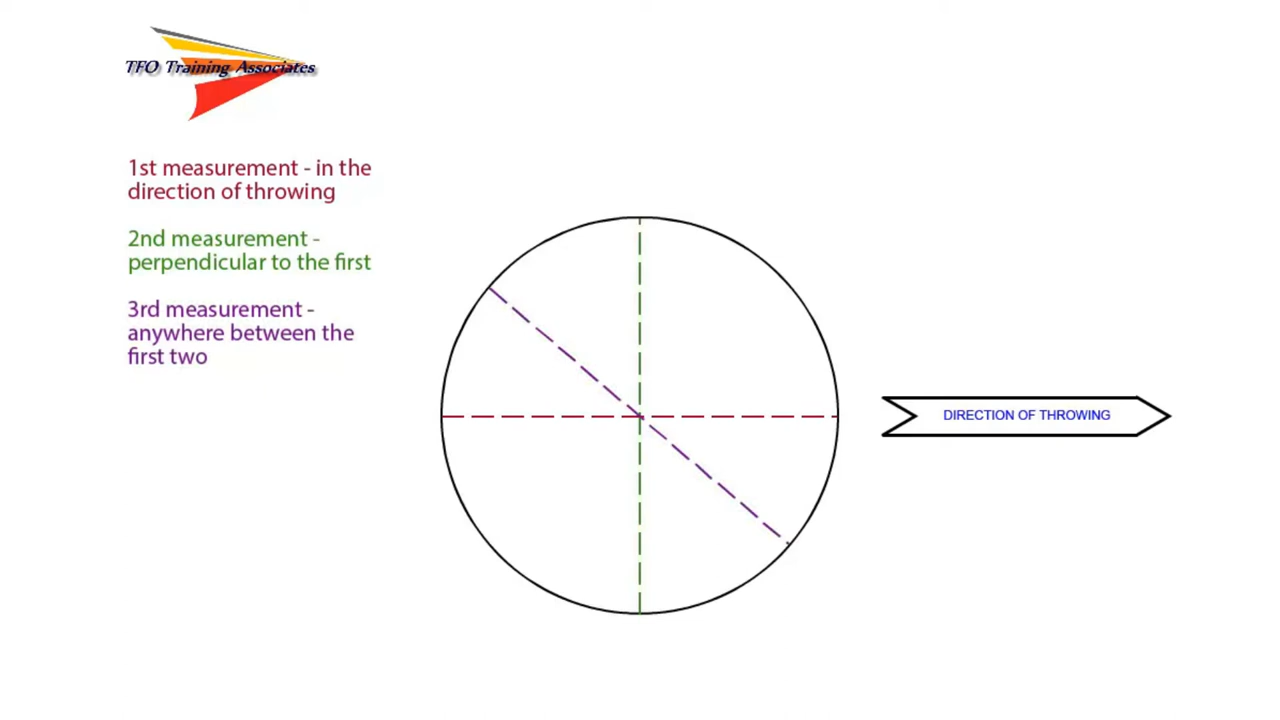 TFO Training Associates
1st measurement - in the
direction of throwing
2nd measurement -
perpendicular to the first
3rd measurement -
anywhere between the
first two
DIRECTION OF THROWING